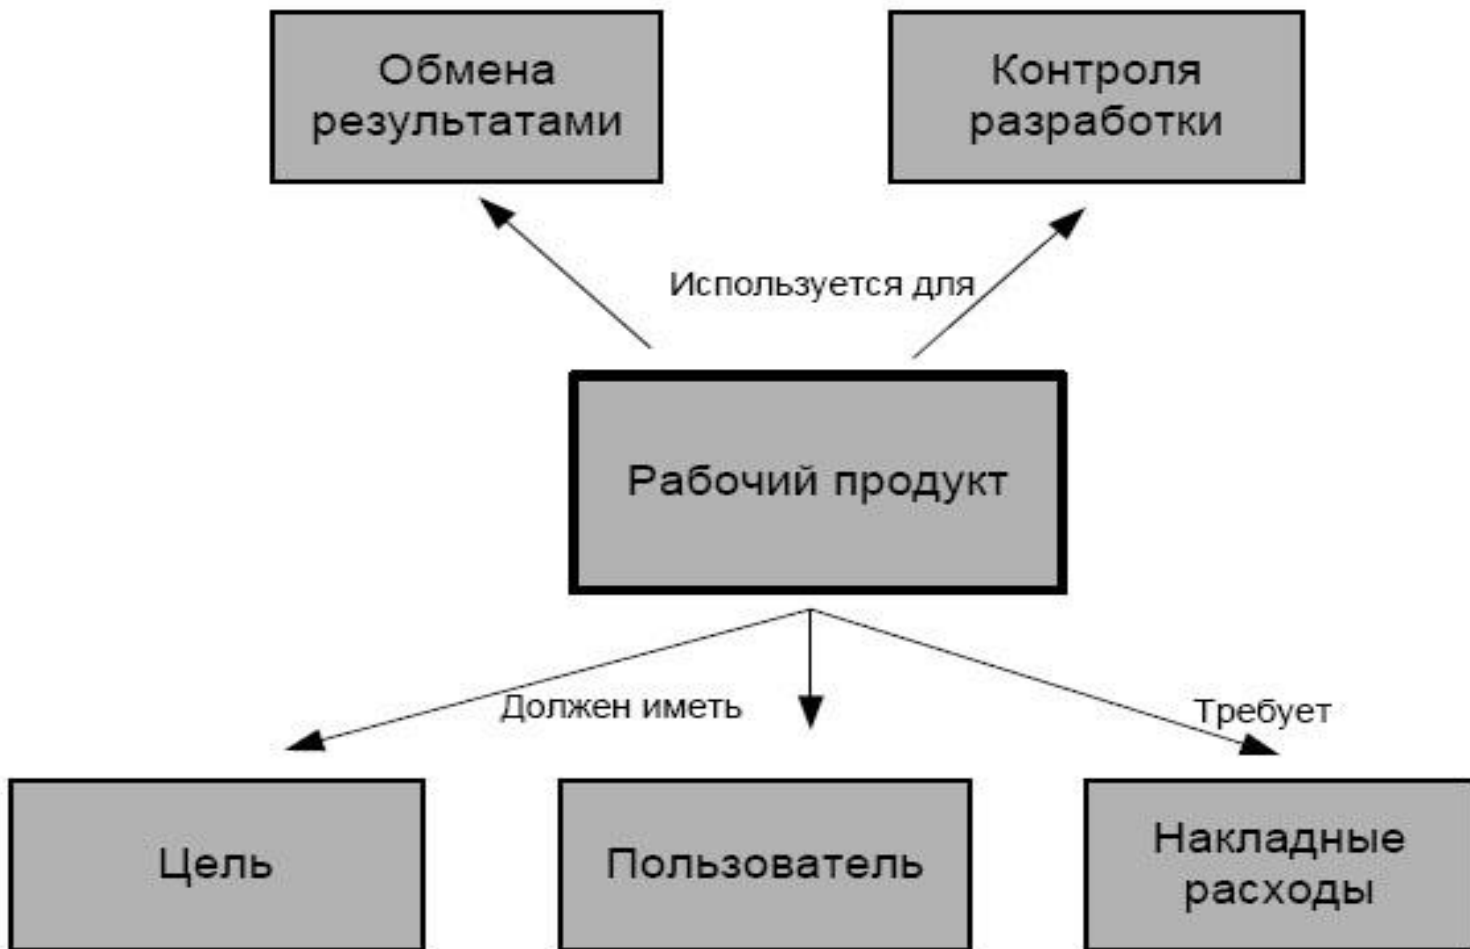 Обмена
результатами
Контроля
разработки
Используется для
Рабочий продукт
Должен иметь
Требует
Цель
Пользователь
Накладные
расходы